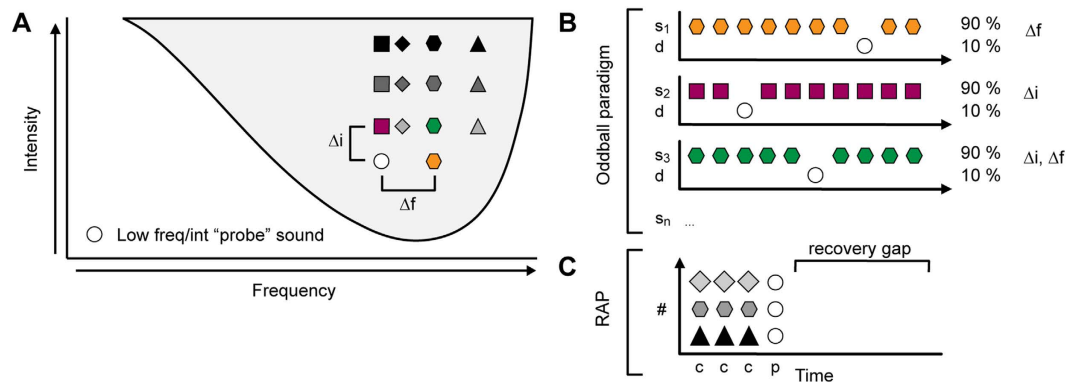 A
Intensity
Δi
Δf
Low freq/int “probe” sound
Frequency
B
Oddball paradigm
s1 90 % Δf
d 10 %
s2 90 % Δi
d 10 %
s3 90 % Δi, Δf
d 10 %
sn ...
C
RAP
recovery gap
#
c c c p
Time